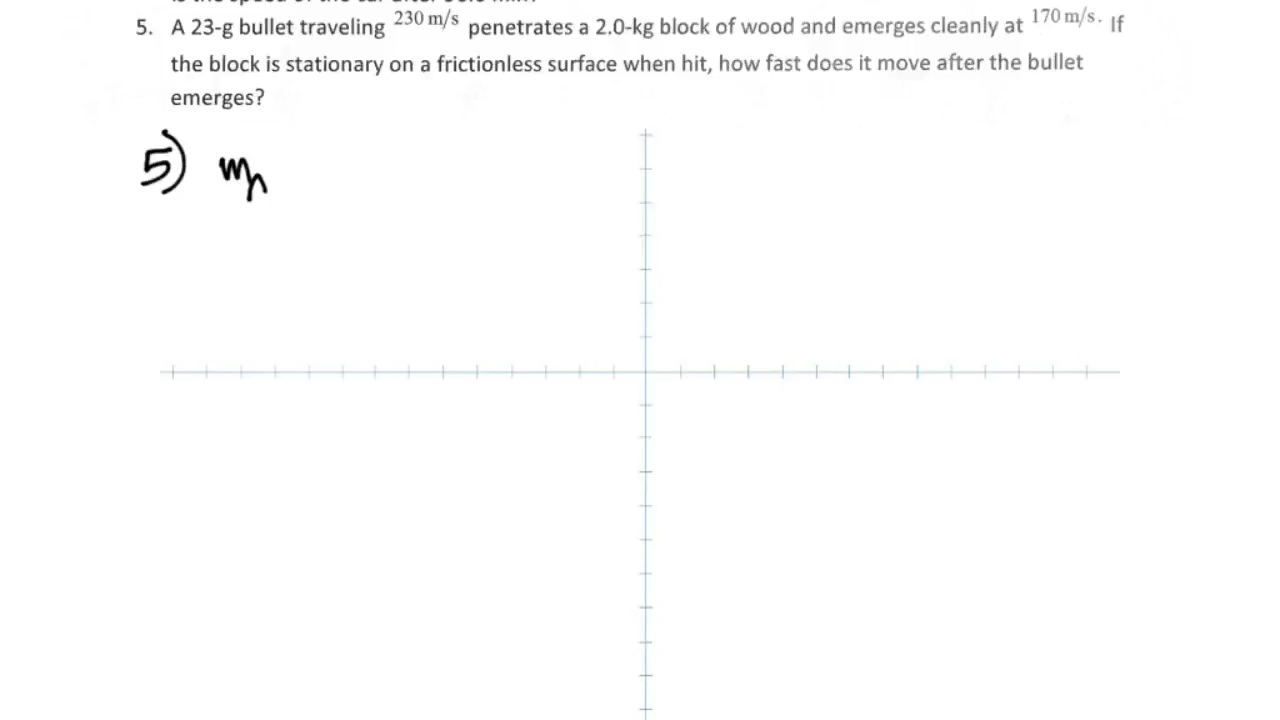 5. A 23-g bullet traveling 230 m/s penetrates a 2.0-kg block of wood and emerges cleanly at 170 m/s. If
the block is stationary on a frictionless surface when hit, how fast does it move after the bullet
emerges?
5) m